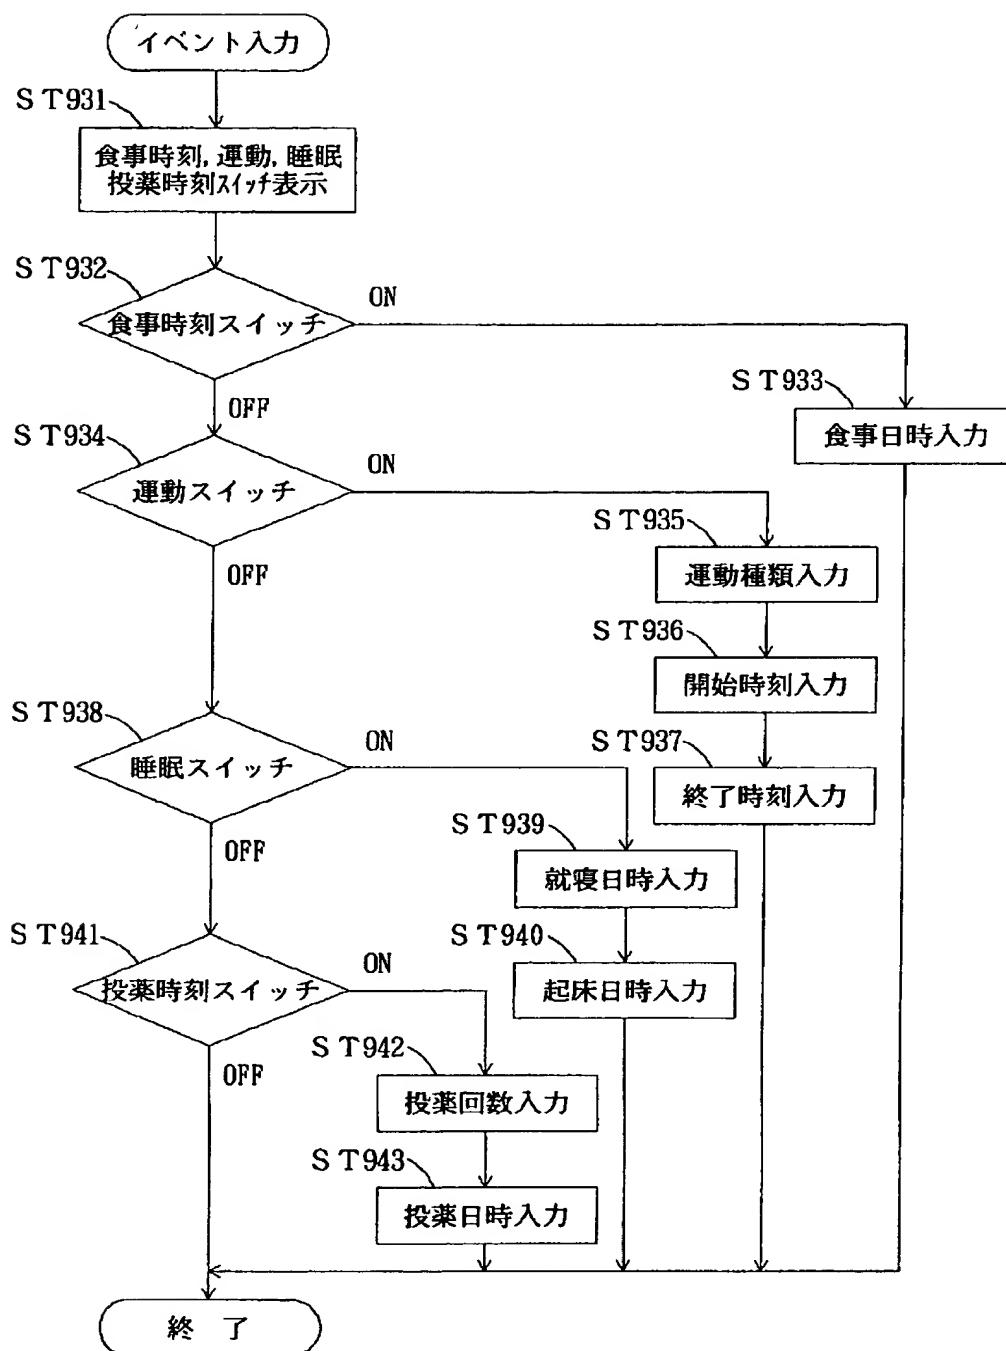 イベント入力
ST931
食事時刻,運動,睡眠
投薬時刻スイッチ表示
ST932
食事時刻スイッチ
ON
OFF
ST933
食事日時入力
ST934
運動スイッチ
ON
OFF
ST935
運動種類入力
ST936
開始時刻入力
ST937
終了時刻入力
ST938
睡眠スイッチ
ON
OFF
ST939
就寝日時入力
ST940
起床日時入力
ST941
投薬時刻スイッチ
ON
OFF
ST942
投薬回数入力
ST943
投薬日時入力
終 了